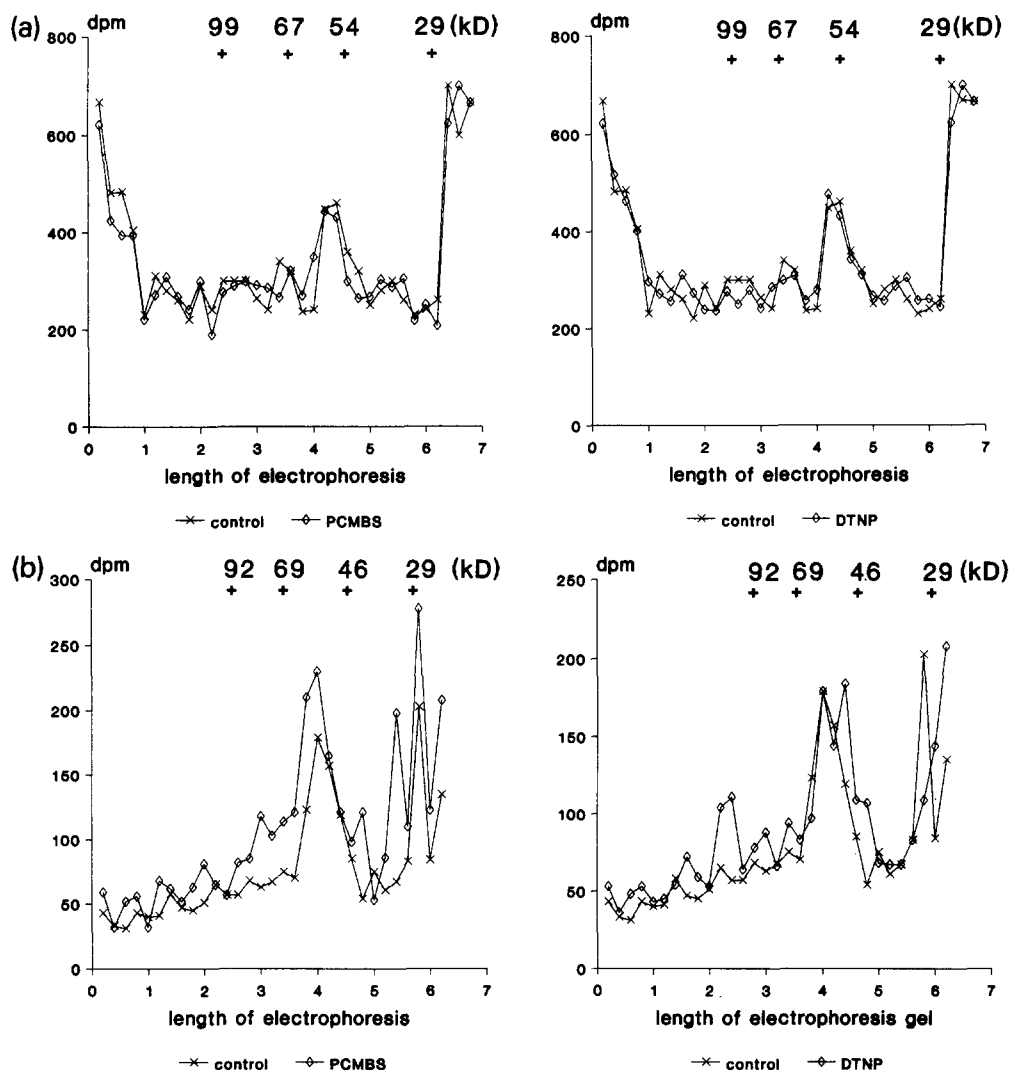 (a) dpm 99 67 54 29 (kD)
800
600
400
200
0
0 1 2 3 4 5 6 7
length of electrophoresis
control PCMBS
dpm 99 67 54 29 (kD)
800
600
400
200
0
0 1 2 3 4 5 6 7
length of electrophoresis
control DTNP
(b) dpm 92 69 46 29 (kD)
300
250
200
150
100
50
0
0 1 2 3 4 5 6 7
length of electrophoresis
control PCMBS
dpm 92 69 46 29 (kD)
250
200
150
100
50
0
0 1 2 3 4 5 6 7
length of electrophoresis gel
control DTNP